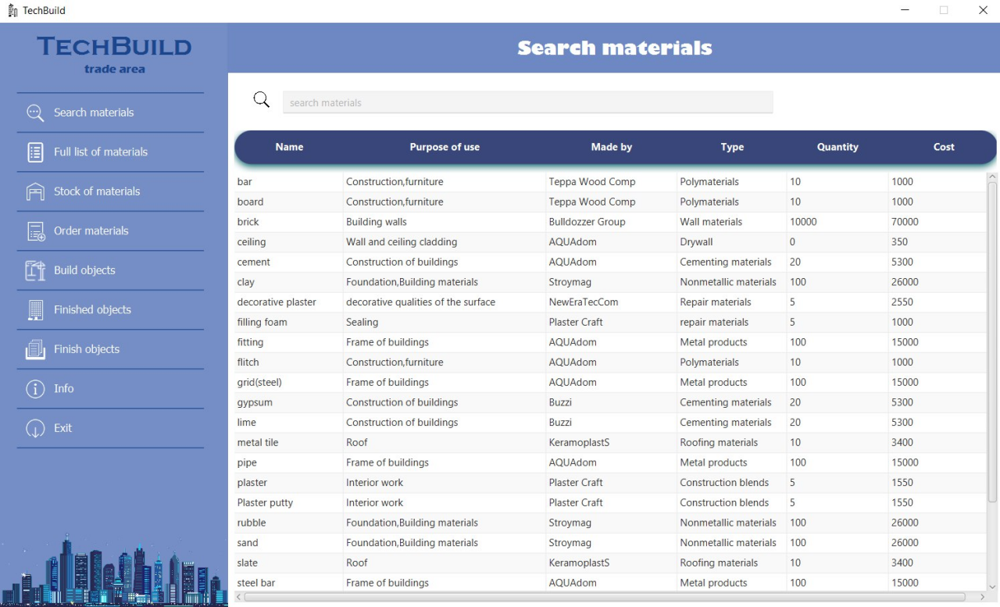 TechBuild
TECHBUILD
trade area
Search materials
Full list of materials
Stock of materials
Order materials
Build objects
Finished objects
Finish objects
Info
Exit
Search materials
search materials
Name Purpose of use Made by Type Quantity Cost
bar Construction,furniture Teppa Wood Comp Polymaterials 10 1000
board Construction,furniture Teppa Wood Comp Polymaterials 10 1000
brick Building walls Bulldozzer Group Wall materials 10000 70000
ceiling Wall and ceiling cladding AQUAdom Drywall 0 350
cement Construction of buildings AQUAdom Cementing materials 20 5300
clay Foundation,Building materials Stroymag Nonmetallic materials 100 26000
decorative plaster decorative qualities of the surface NewEraTecCom Repair materials 5 2550
filling foam Sealing Plaster Craft repair materials 5 1000
fitting Frame of buildings AQUAdom Metal products 100 15000
flitch Construction,furniture AQUAdom Polymaterials 10 1000
grid(steel) Frame of buildings AQUAdom Metal products 100 15000
gypsum Construction of buildings Buzzi Cementing materials 20 5300
lime Construction of buildings Buzzi Cementing materials 20 5300
metal tile Roof KeramoplastS Roofing materials 10 3400
pipe Frame of buildings AQUAdom Metal products 100 15000
plaster Interior work Plaster Craft Construction blends 5 1550
Plaster putty Interior work Plaster Craft Construction blends 5 1550
rubble Foundation,Building materials Stroymag Nonmetallic materials 100 26000
sand Foundation,Building materials Stroymag Nonmetallic materials 100 26000
slate Roof KeramoplastS Roofing materials 10 3400
steel bar Frame of buildings AQUAdom Metal products 100 15000